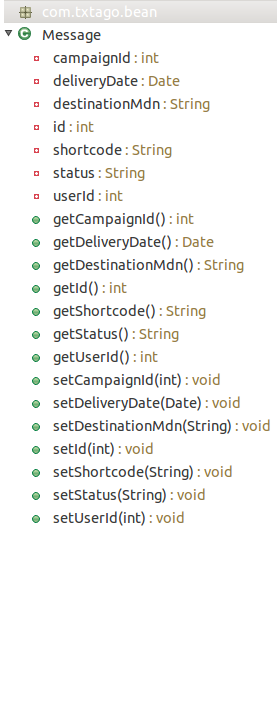 com.txtago.bean
Message
campaignId : int
deliveryDate : Date
destinationMdn : String
id : int
shortcode : String
status : String
userId : int
getCampaignId() : int
getDeliveryDate() : Date
getDestinationMdn() : String
getId() : int
getShortcode() : String
getStatus() : String
getUserId() : int
setCampaignId(int) : void
setDeliveryDate(Date) : void
setDestinationMdn(String) : void
setId(int) : void
setShortcode(String) : void
setStatus(String) : void
setUserId(int) : void